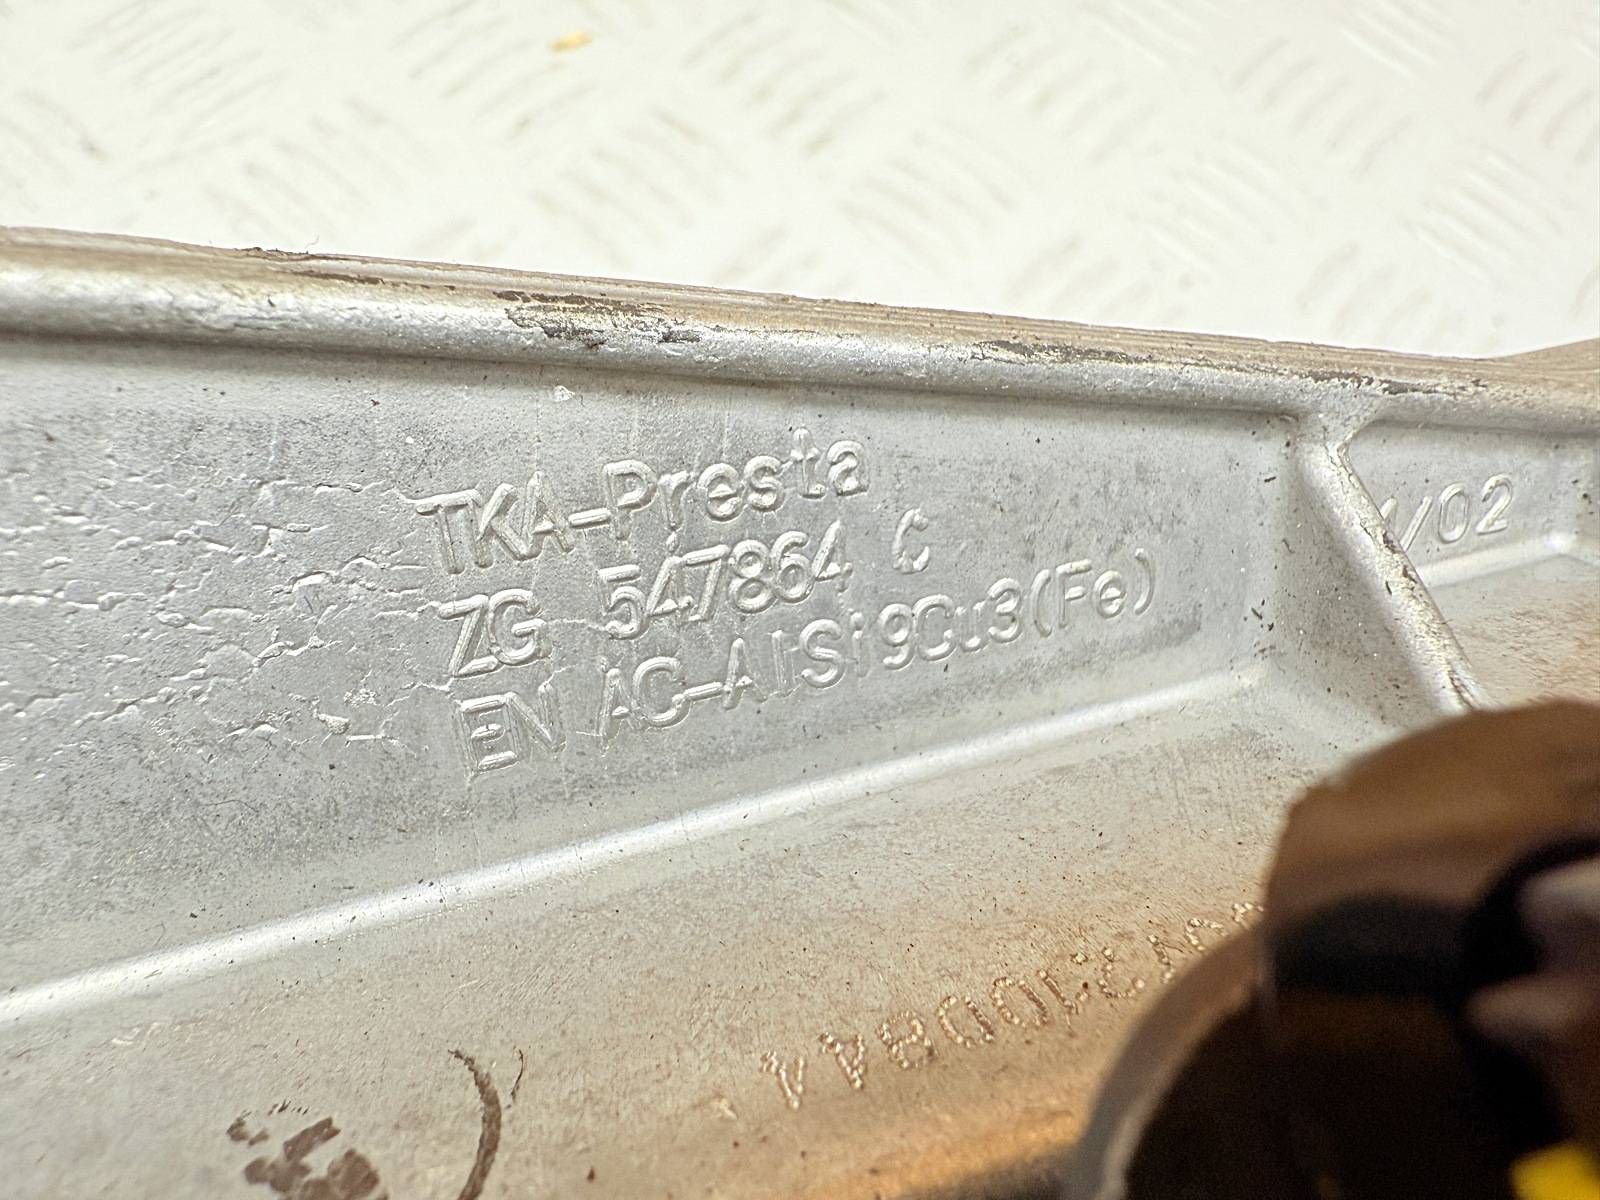 TKA-Presta
ZG 547864 C
EN AC-AlSi9Cu3(Fe)
/02